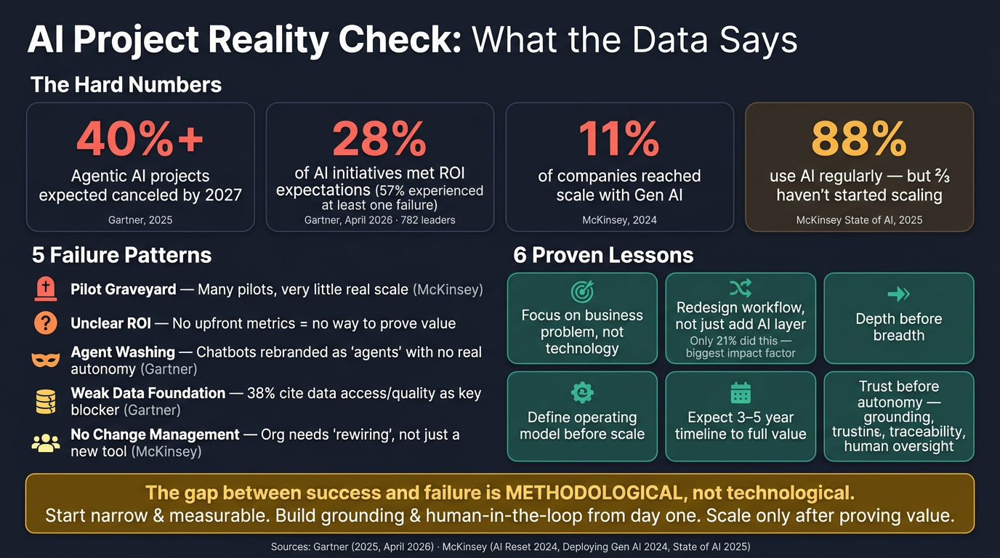 AI Project Reality Check: What the Data Says
The Hard Numbers
40%+
Agentic AI projects
expected canceled by 2027
Gartner, 2025
28%
of AI initiatives met ROI
expectations (57% experienced
at least one failure)
Gartner, April 2026 · 782 leaders
11%
of companies reached
scale with Gen AI
McKinsey, 2024
88%
use AI regularly — but ⅔
haven’t started scaling
McKinsey State of AI, 2025
5 Failure Patterns
Pilot Graveyard — Many pilots, very little real scale (McKinsey)
Unclear ROI — No upfront metrics = no way to prove value
Agent Washing — Chatbots rebranded as ‘agents’ with no real
autonomy (Gartner)
Weak Data Foundation — 38% cite data access/quality as key
blocker (Gartner)
No Change Management — Org needs ‘rewiring’, not just a
new tool (McKinsey)
6 Proven Lessons
Focus on business
problem, not
technology
Redesign workflow,
not just add AI layer
Only 21% did this —
biggest impact factor
Depth before
breadth
Define operating
model before scale
Expect 3–5 year
timeline to full value
Trust before
autonomy —
grounding,
traceability,
human oversight
The gap between success and failure is METHODOLOGICAL, not technological.
Start narrow & measurable. Build grounding & human-in-the-loop from day one. Scale only after proving value.
Sources: Gartner (2025, April 2026) · McKinsey (AI Reset 2024, Deploying Gen AI 2024, State of AI 2025)